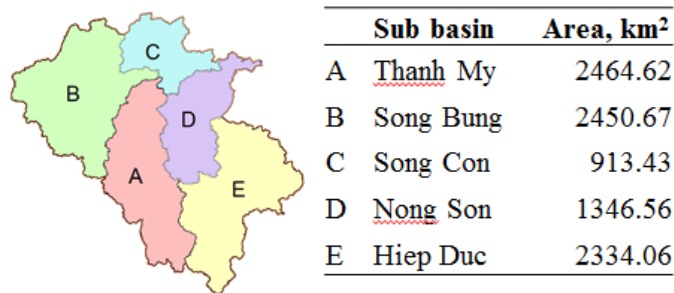 C
B
D
A
E
Sub basin Area, km²
A Thanh My 2464.62
B Song Bung 2450.67
C Song Con 913.43
D Nong Son 1346.56
E Hiep Duc 2334.06